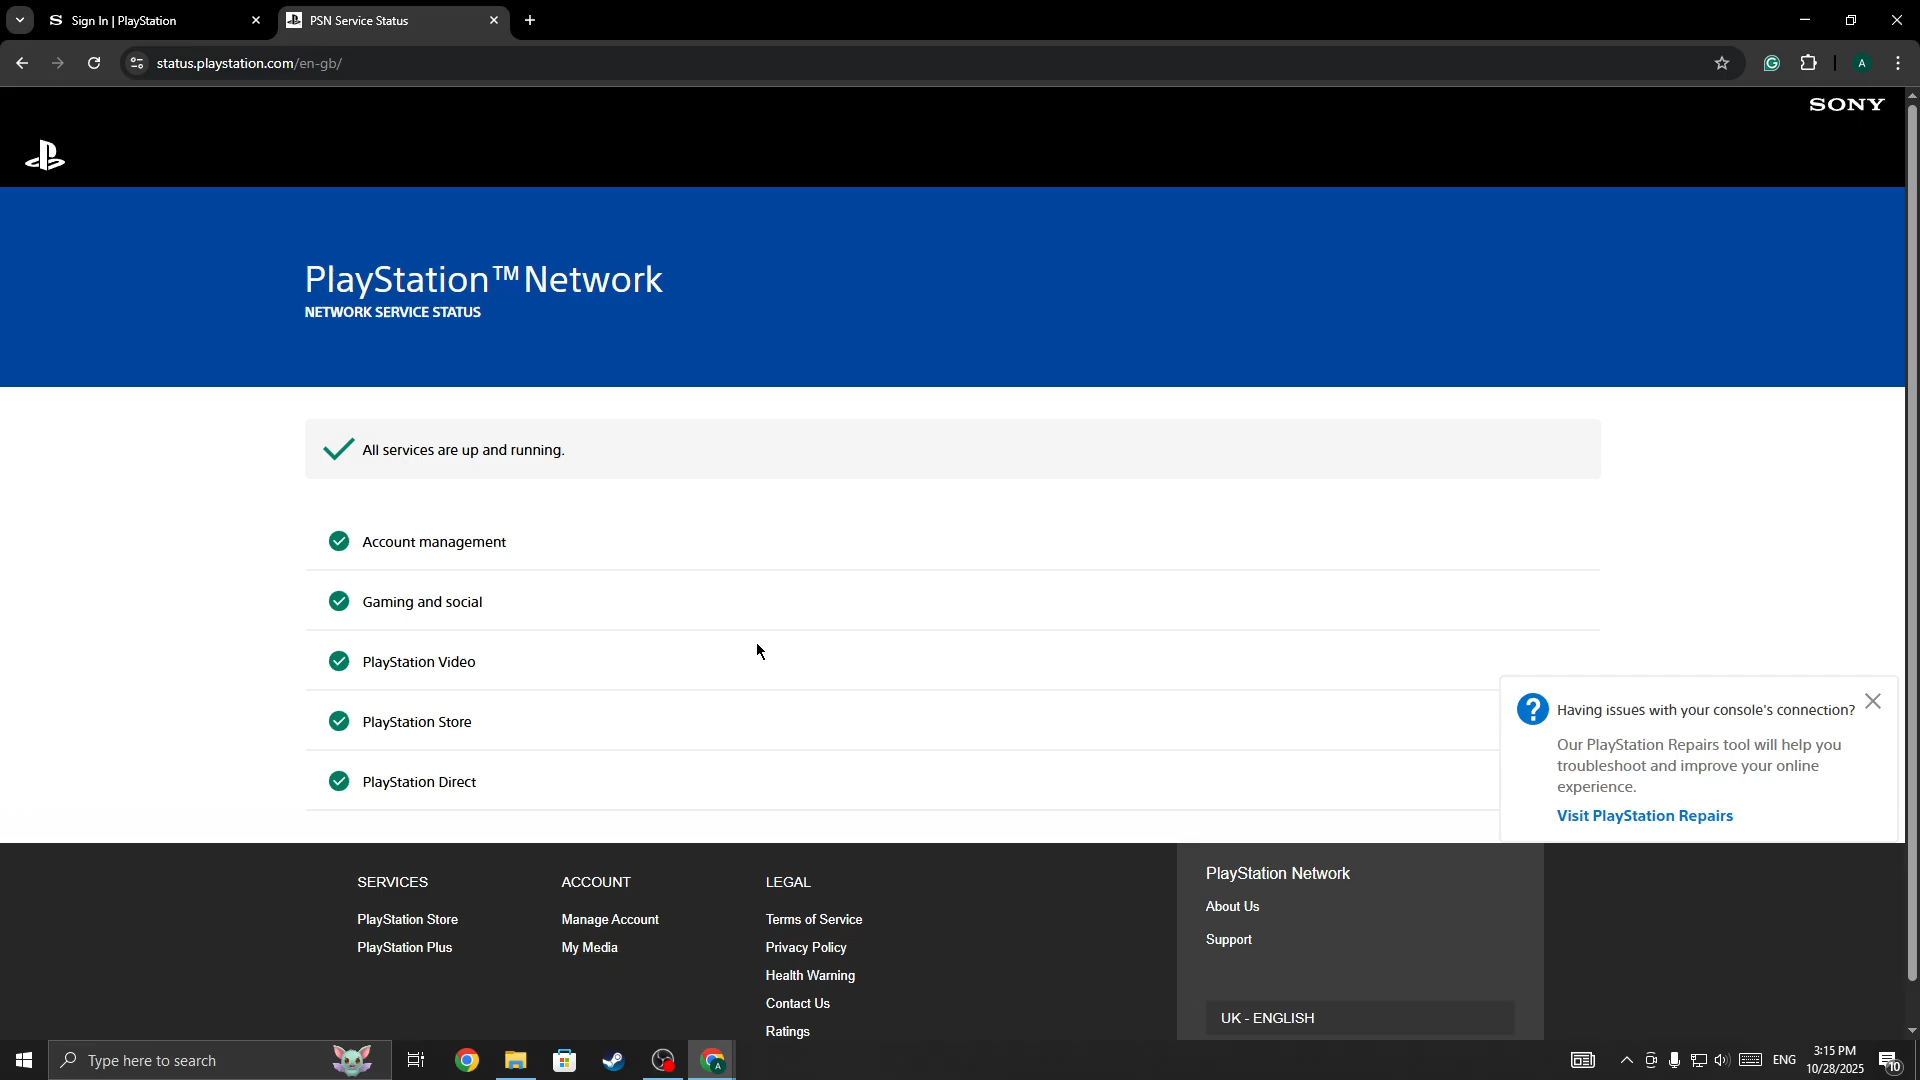 Sign In | PlayStation
PSN Service Status
status.playstation.com/en-gb/
A
SONY
PlayStation™Network
NETWORK SERVICE STATUS
All services are up and running.
Account management
Gaming and social
PlayStation Video
PlayStation Store
PlayStation Direct
Having issues with your console's connection?
Our PlayStation Repairs tool will help you
troubleshoot and improve your online
experience.
Visit PlayStation Repairs
SERVICES
PlayStation Store
PlayStation Plus
ACCOUNT
Manage Account
My Media
LEGAL
Terms of Service
Privacy Policy
Health Warning
Contact Us
Ratings
PlayStation Network
About Us
Support
UK - ENGLISH
Type here to search
A
ENG
3:15 PM
10/28/2025
10